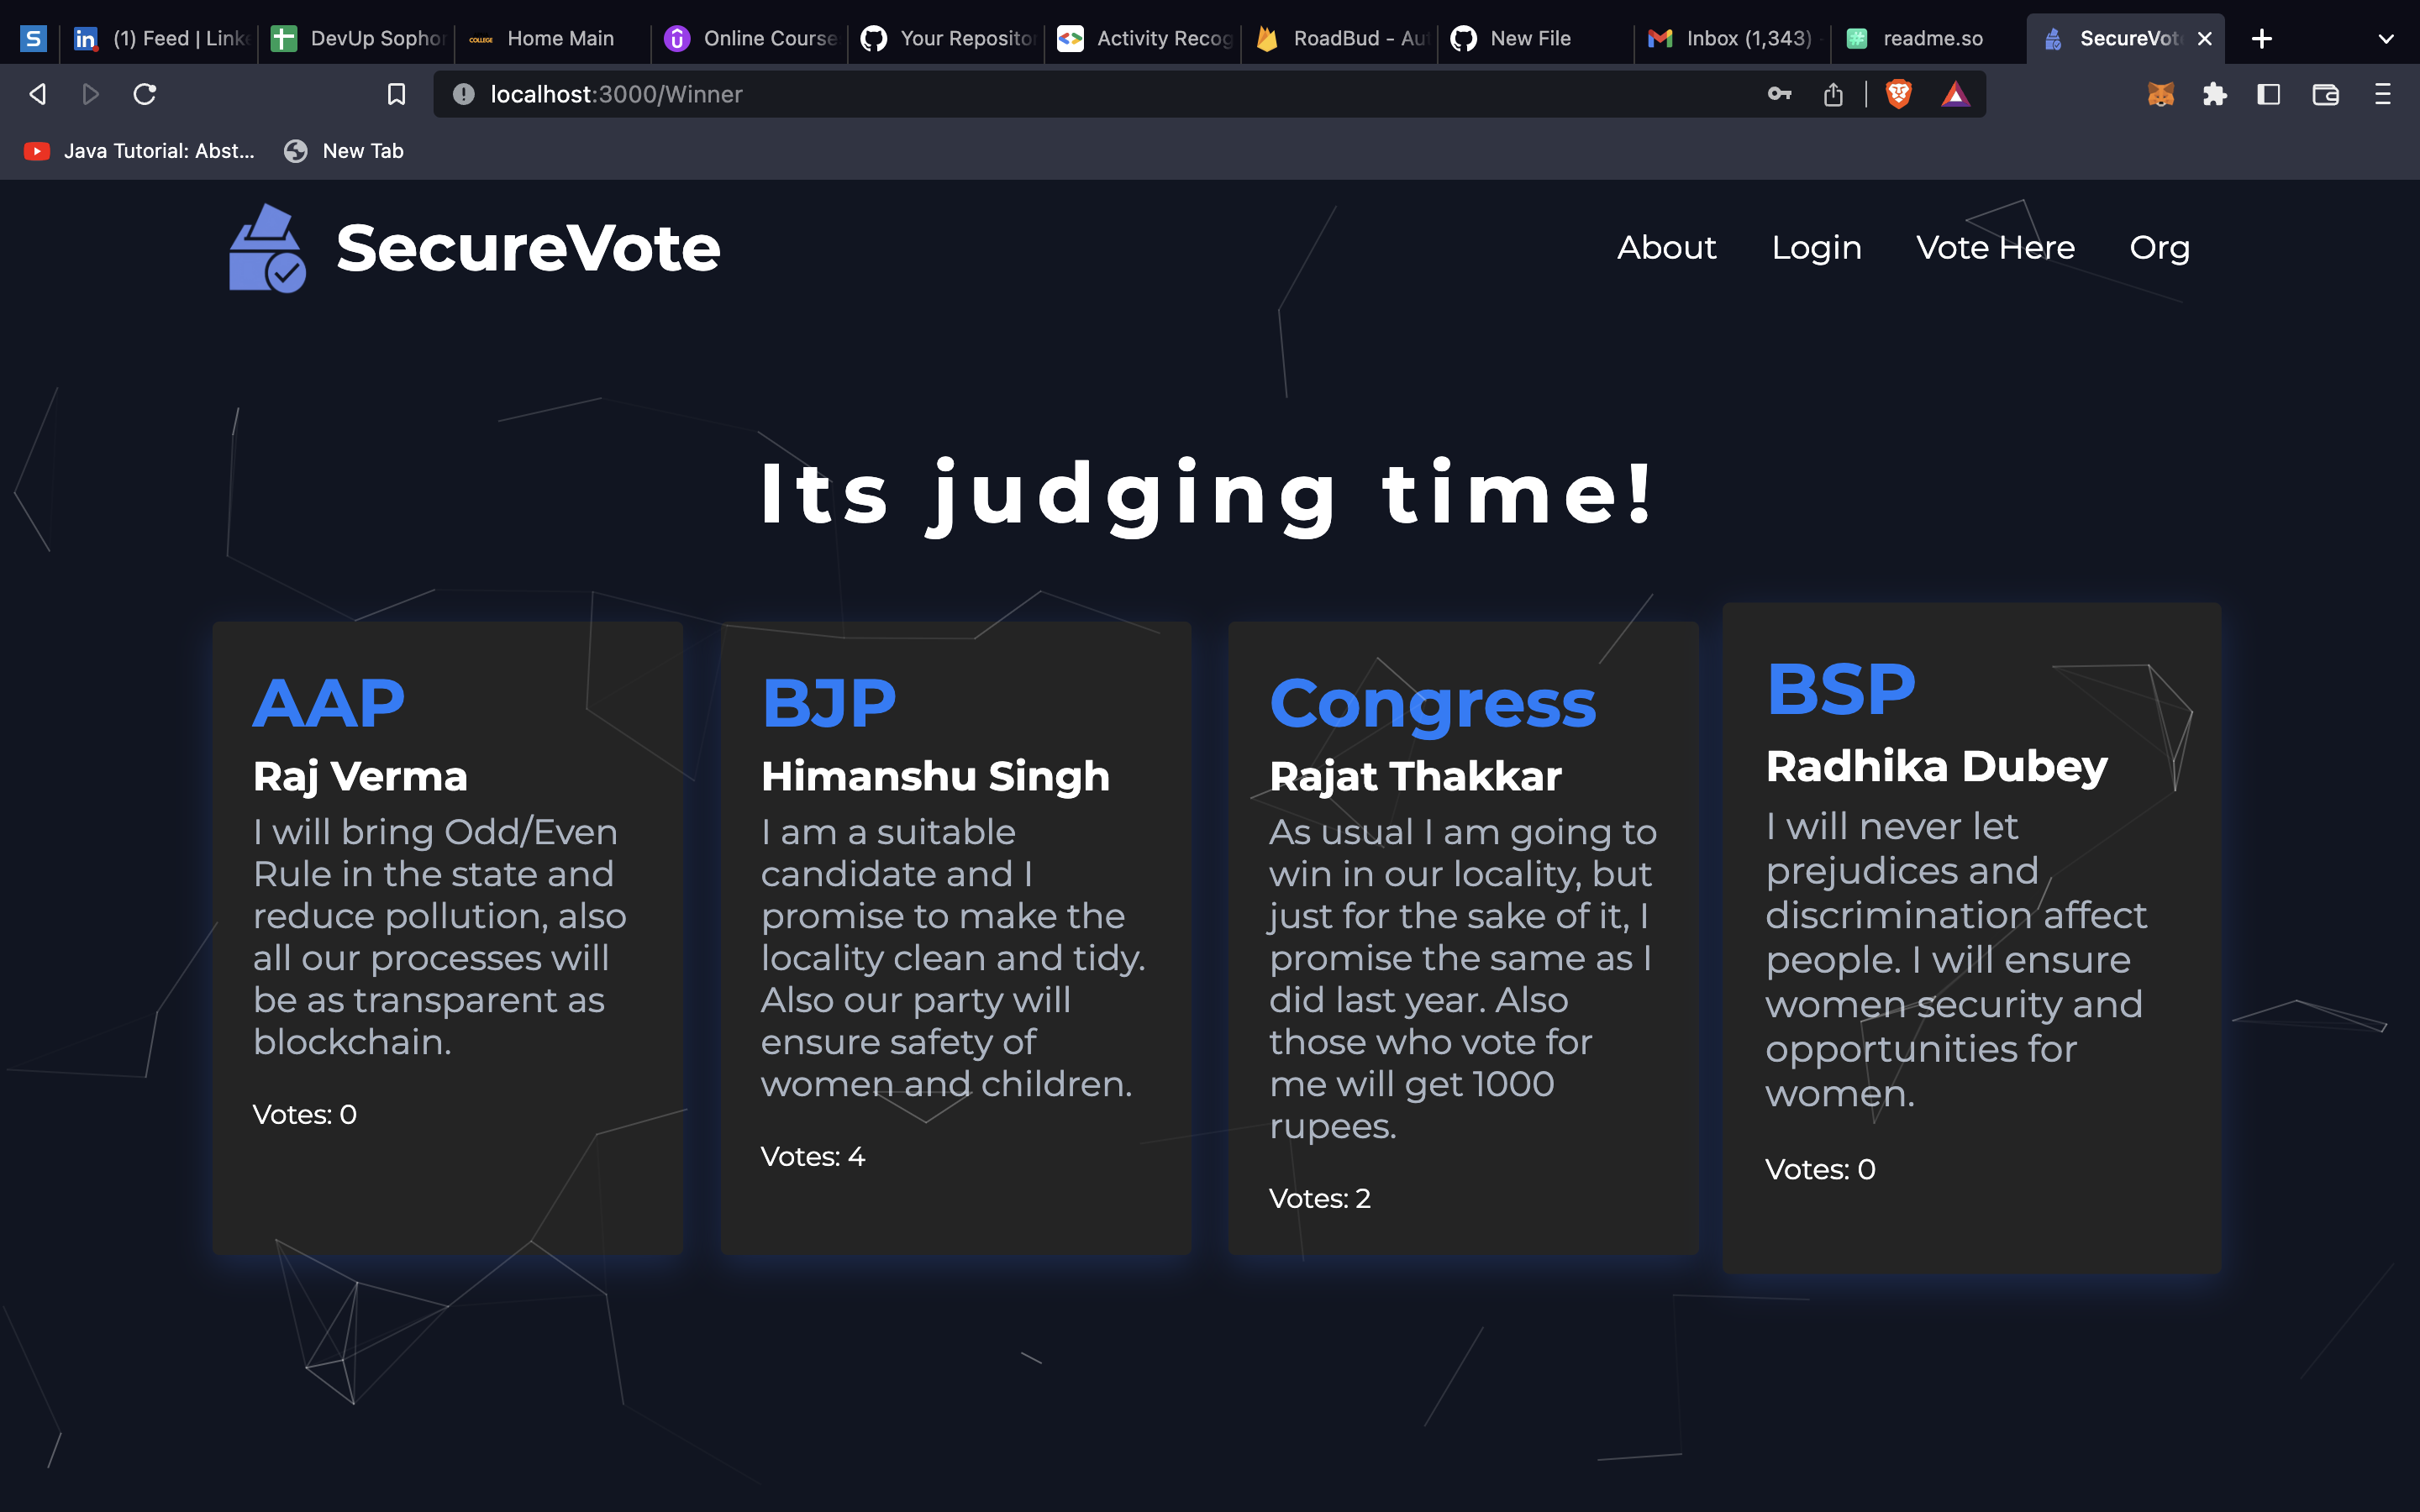 S
in
(1) Feed | Linke
DevUp Sophor
COLLEGE
Home Main
Online Course
Your Reposito
Activity Recog
RoadBud - Au
New File
Inbox (1,343)
readme.so
SecureVote
localhost:3000/Winner
Java Tutorial: Abst...
New Tab
SecureVote
About
Login
Vote Here
Org
Its judging time!
AAP
Raj Verma
I will bring Odd/Even
Rule in the state and
reduce pollution, also
all our processes will
be as transparent as
blockchain.
Votes: 0
BJP
Himanshu Singh
I am a suitable
candidate and I
promise to make the
locality clean and tidy.
Also our party will
ensure safety of
women and children.
Votes: 4
Congress
Rajat Thakkar
As usual I am going to
win in our locality, but
just for the sake of it, I
promise the same as I
did last year. Also
those who vote for
me will get 1000
rupees.
Votes: 2
BSP
Radhika Dubey
I will never let
prejudices and
discrimination affect
people. I will ensure
women security and
opportunities for
women.
Votes: 0